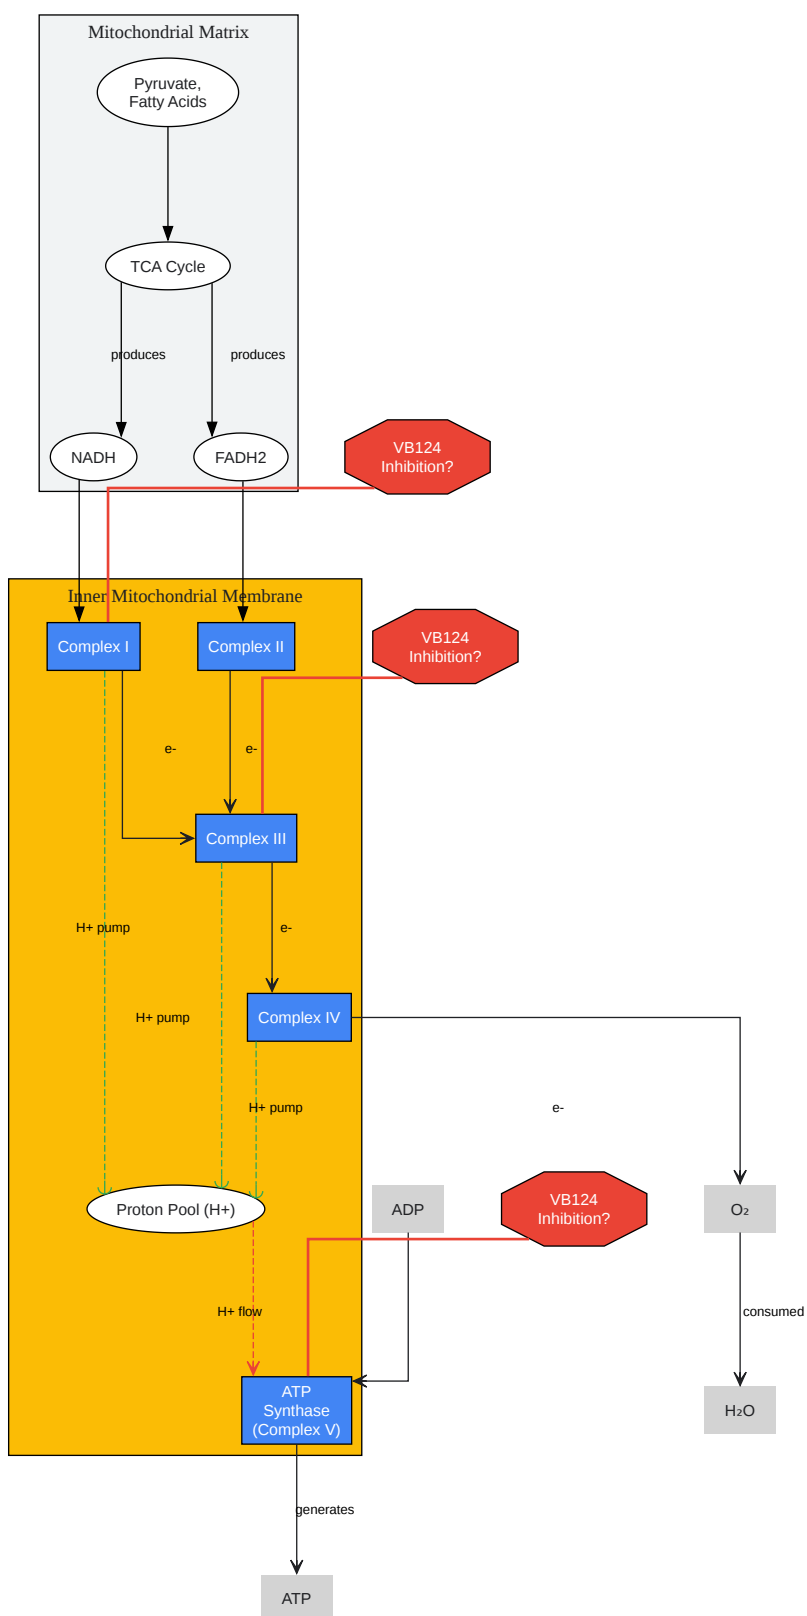 Mitochondrial Matrix
Pyruvate,
Fatty Acids
TCA Cycle
produces
produces
NADH
FADH2
VB124
Inhibition?
Inner Mitochondrial Membrane
Complex I
Complex II
VB124
Inhibition?
e-
e-
Complex III
H+ pump
e-
H+ pump
Complex IV
H+ pump
e-
Proton Pool (H+)
ADP
VB124
Inhibition?
O₂
H+ flow
consumed
ATP
Synthase
(Complex V)
H₂O
generates
ATP